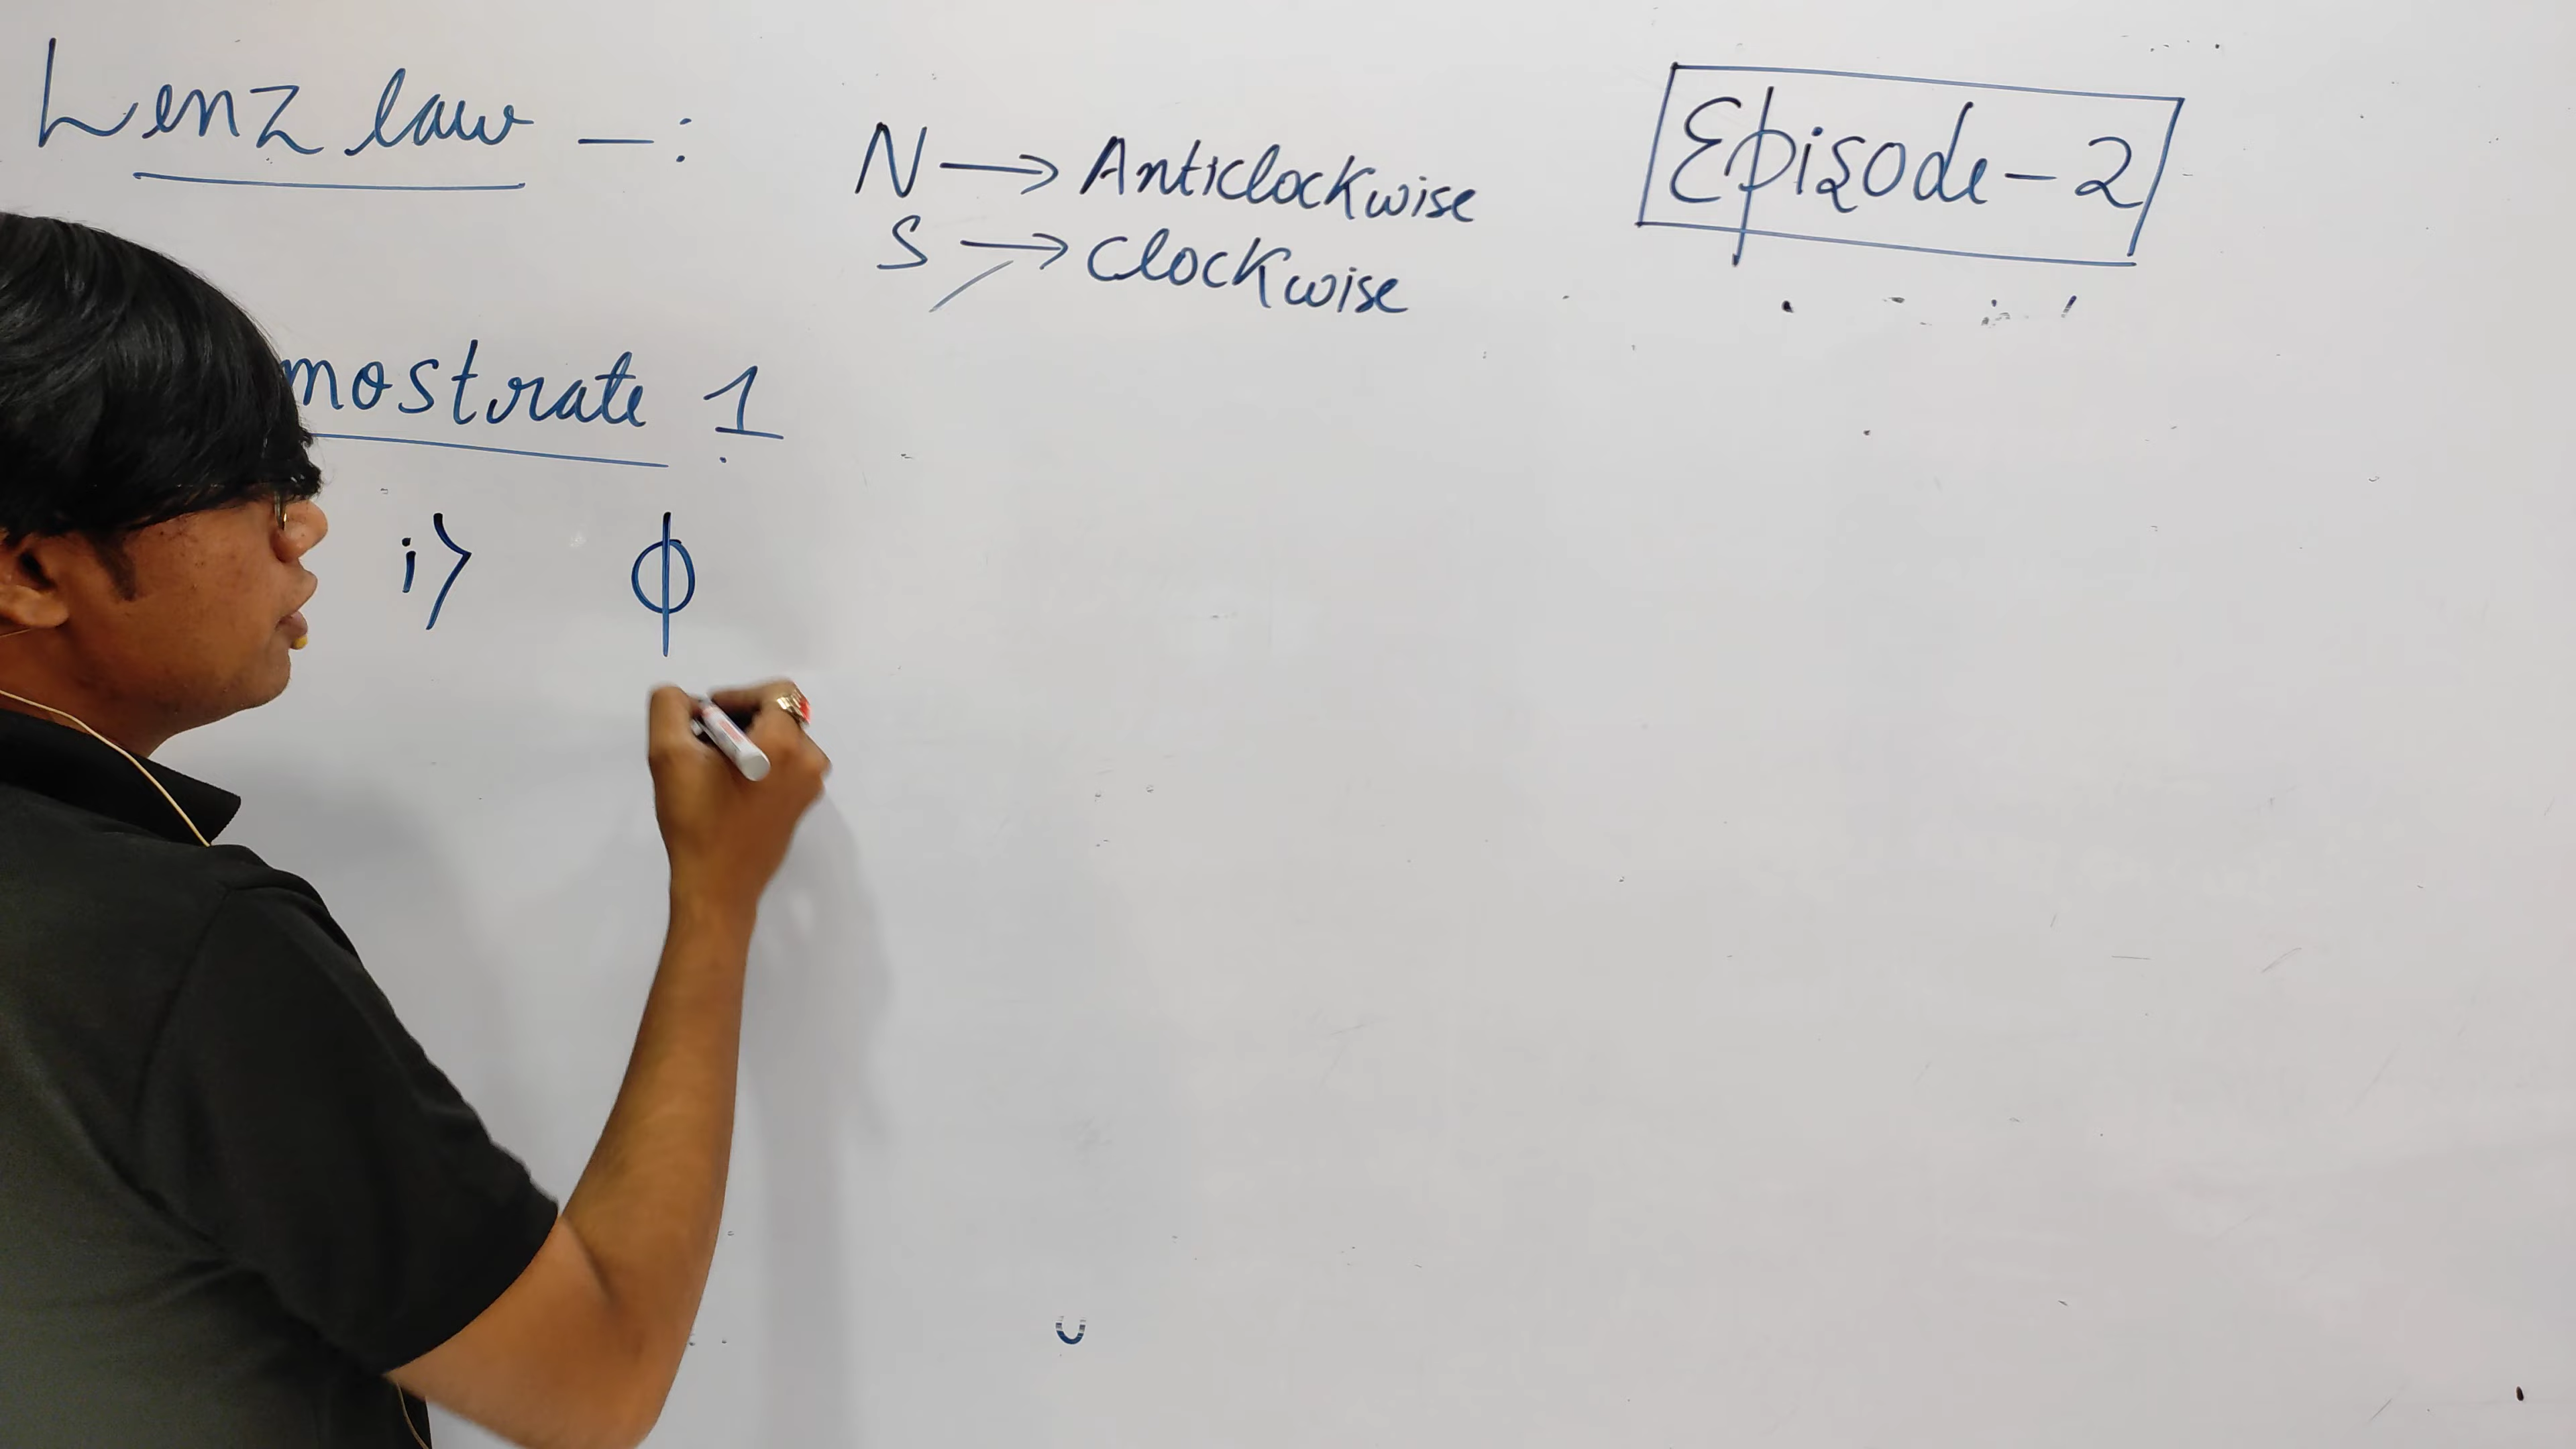 Lenz law -:
N → Anticlockwise
S → Clockwise
Episode-2
mostrate 1
i> ϕ